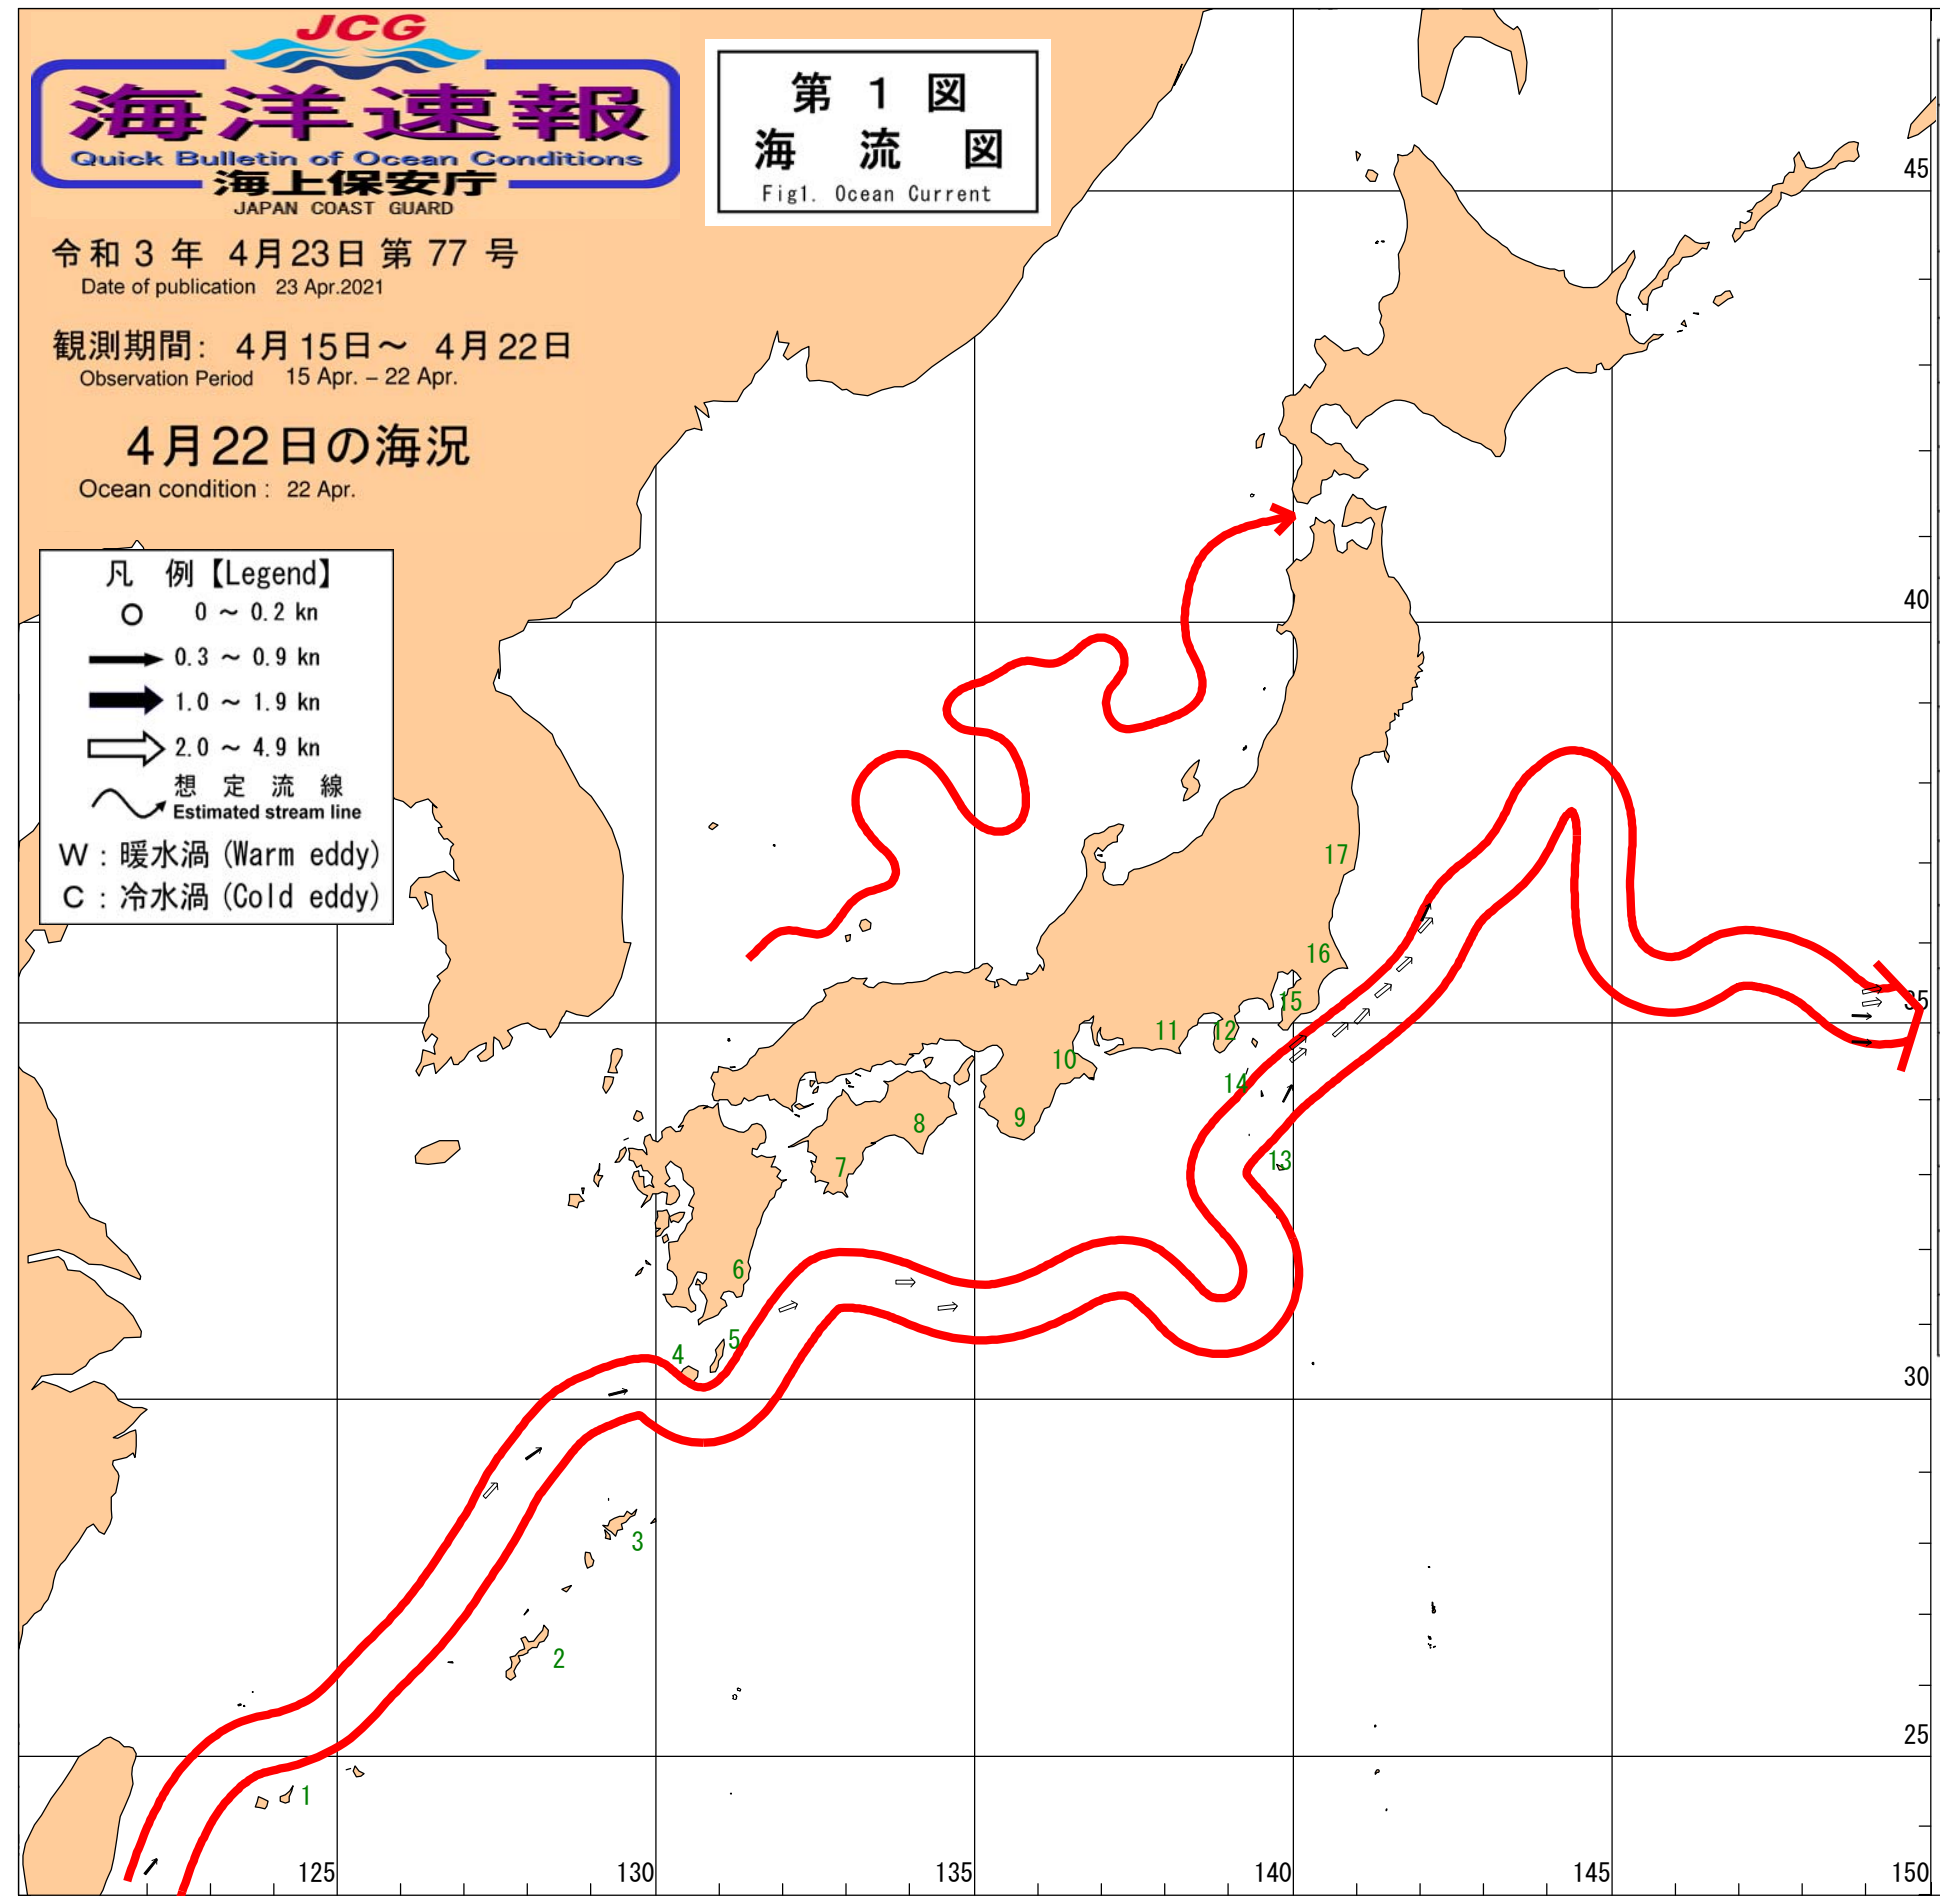 JCG
海洋速報
Quick Bulletin of Ocean Conditions
海上保安庁
JAPAN COAST GUARD
令和 3 年 4月23日 第 77 号
Date of publication 23 Apr.2021
観測期間: 4月15日～ 4月22日
Observation Period 15 Apr. – 22 Apr.
4月22日の海況
Ocean condition : 22 Apr.
第 1 図
海 流 図
Fig1. Ocean Current
凡 例【Legend】
0 ～ 0.2 kn
0.3 ～ 0.9 kn
1.0 ～ 1.9 kn
2.0 ～ 4.9 kn
想 定 流 線
Estimated stream line
W : 暖水渦 (Warm eddy)
C : 冷水渦 (Cold eddy)
45
40
35
30
25
17
16
15
11
12
10
14
9
8
7
13
6
5
4
3
2
1
125
130
135
140
145
150